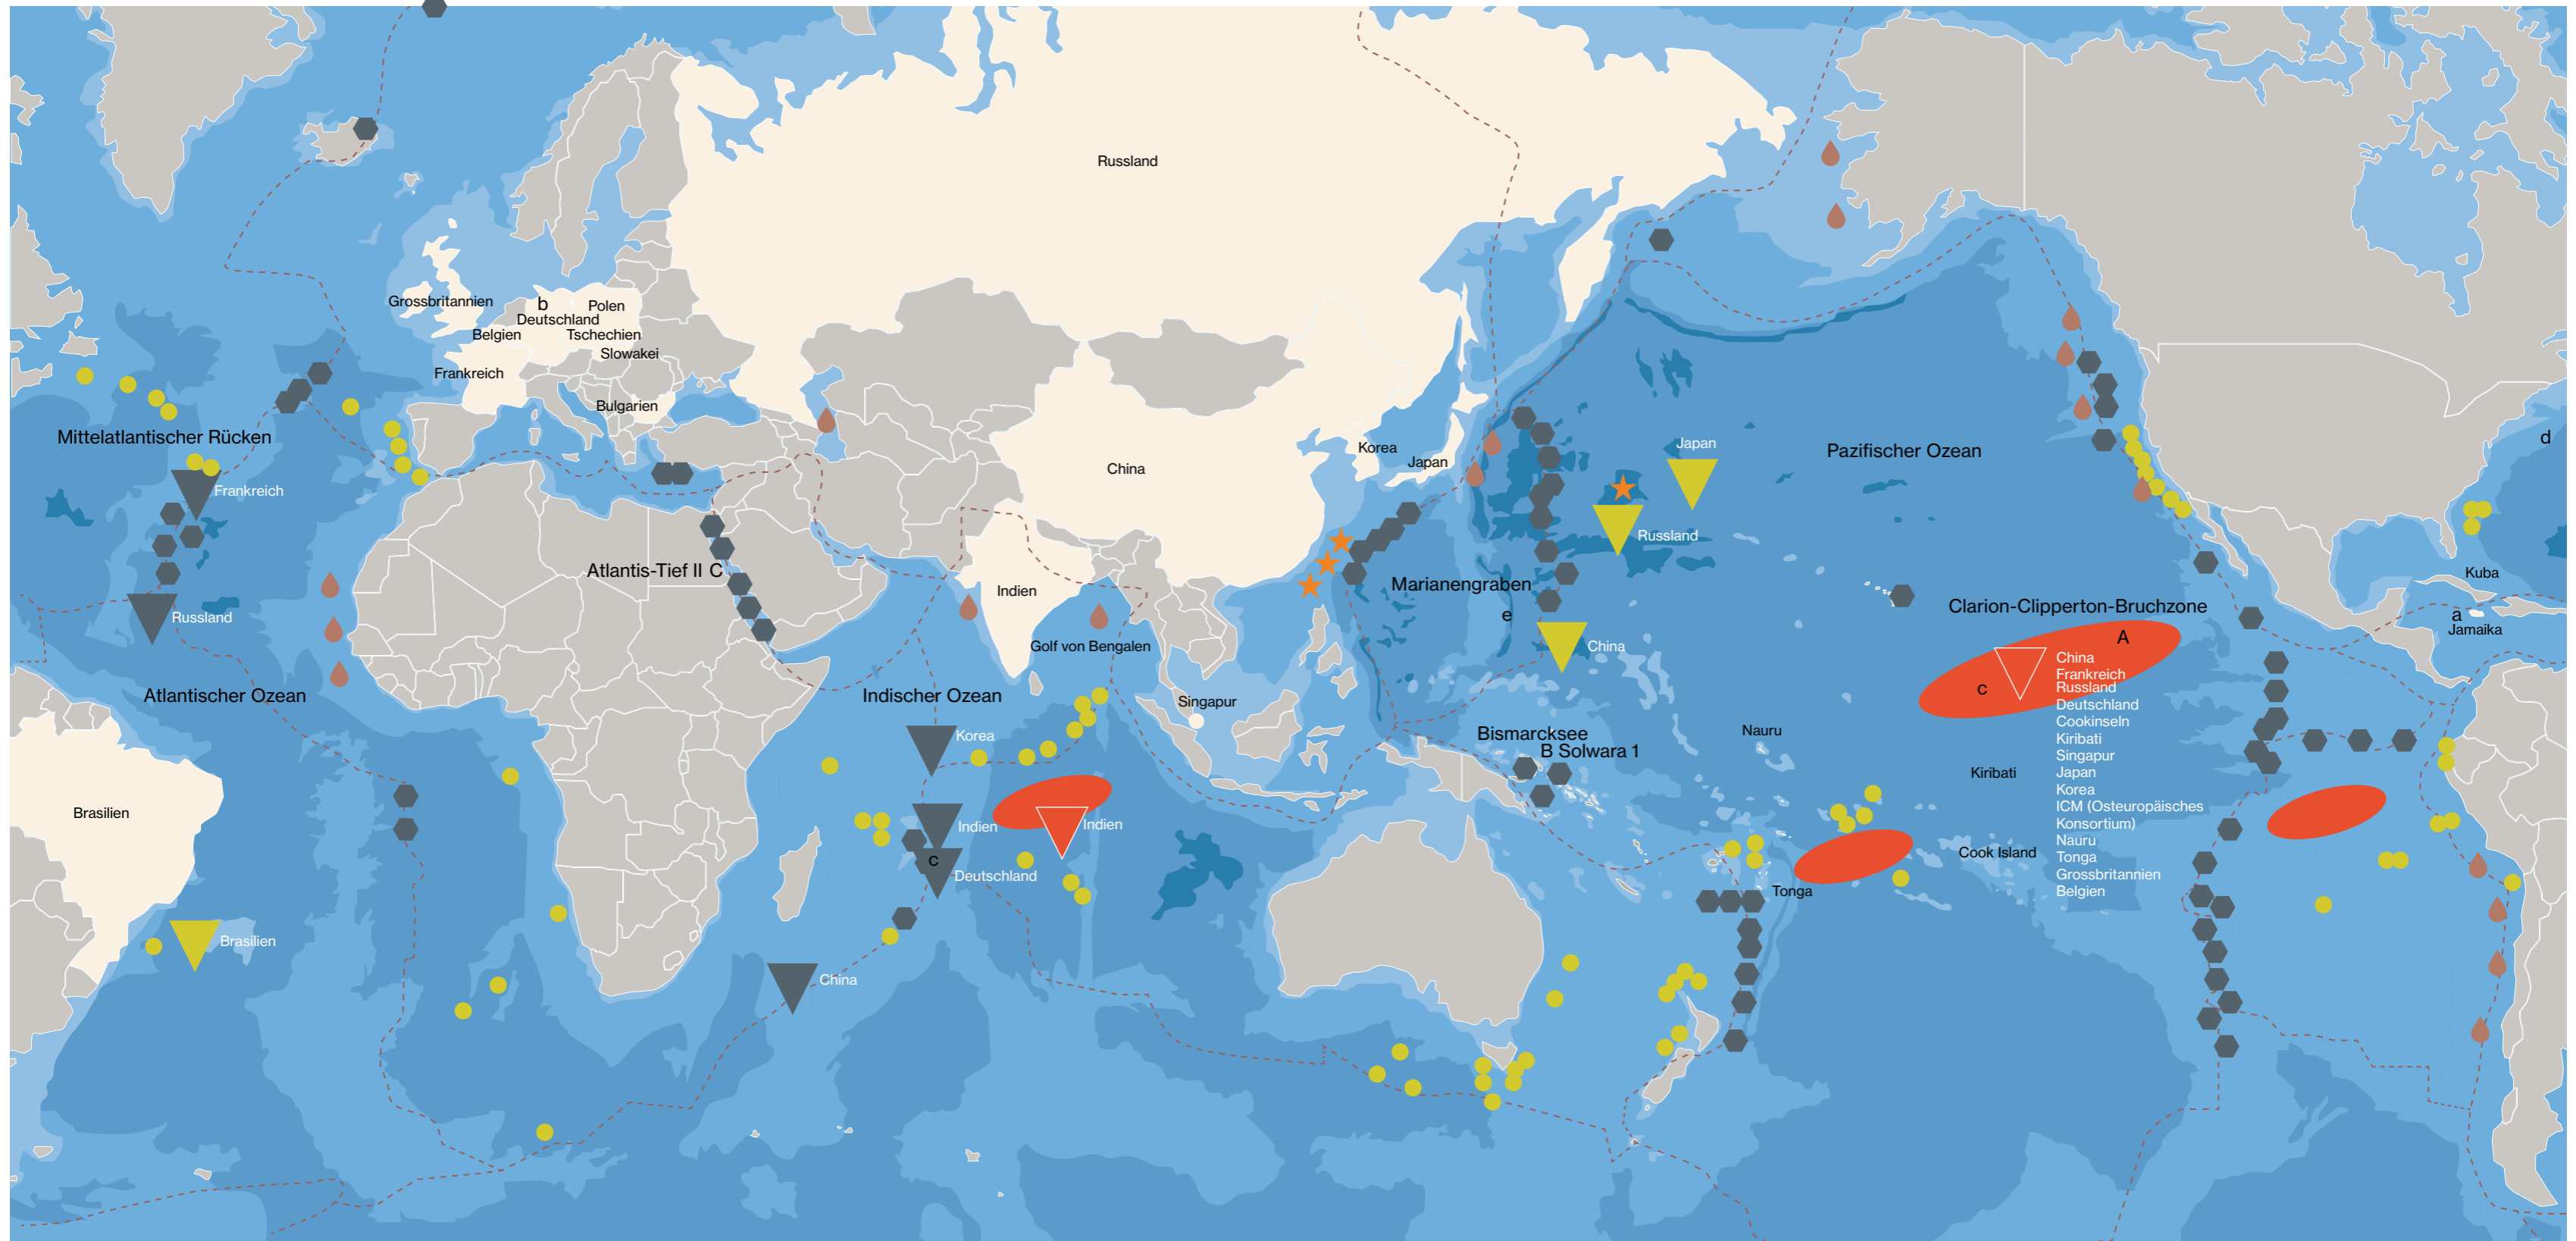 Russland
Grossbritannien
b
Polen
Deutschland
Belgien
Tschechien
Slowakei
Frankreich
Bulgarien
Mittelatlantischer Rücken
Frankreich
Russland
Atlantischer Ozean
Brasilien
Brasilien
Atlantis-Tief II C
China
Korea
Japan
Indien
Golf von Bengalen
Indischer Ozean
Singapur
Korea
Indien
c
Deutschland
Indien
China
Japan
Russland
Pazifischer Ozean
Marianengraben
e
China
Bismarcksee
B Solwara 1
Nauru
Kiribati
Cook Island
Tonga
d
Kuba
a
Jamaika
Clarion-Clipperton-Bruchzone
A
c
China
Frankreich
Russland
Deutschland
Cookinseln
Kiribati
Singapur
Japan
Korea
ICM (Osteuropäisches
Konsortium)
Nauru
Tonga
Grossbritannien
Belgien